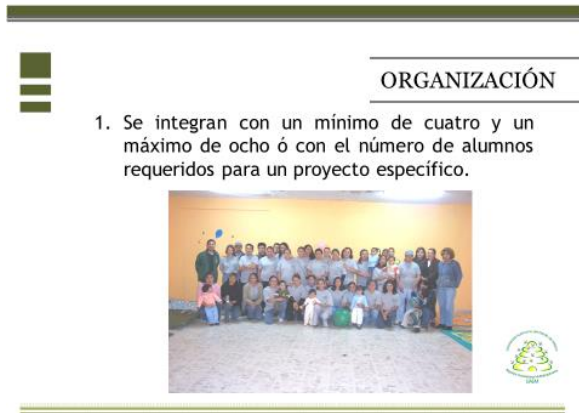 ORGANIZACIÓN
1. Se integran con un mínimo de cuatro y un
máximo de ocho ó con el número de alumnos
requeridos para un proyecto específico.